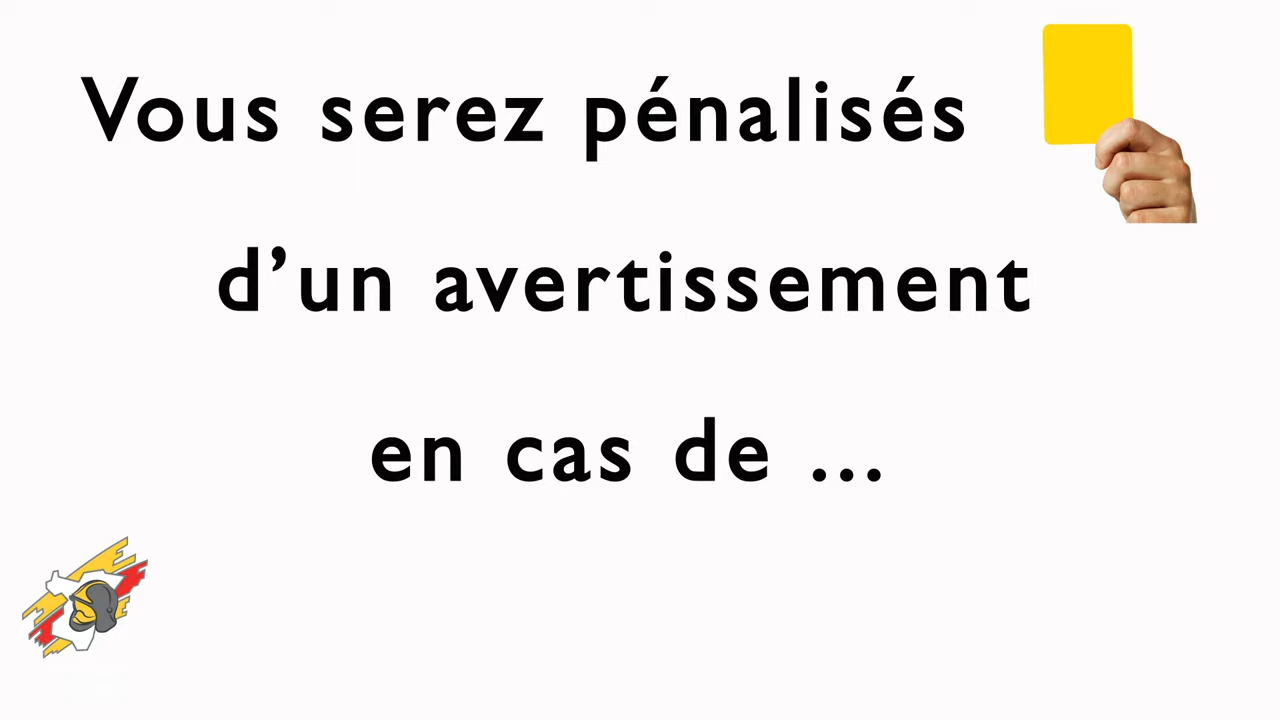 Vous serez pénalisés
d’un avertissement
en cas de ...